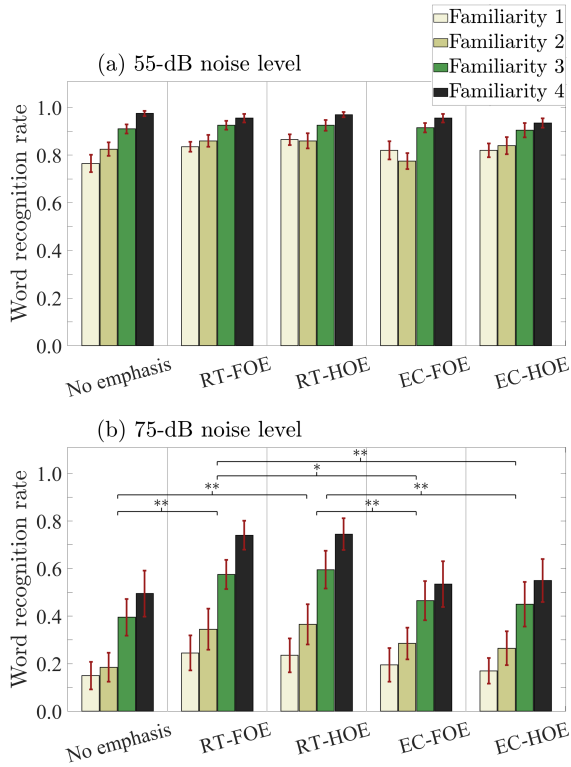 Familiarity 1
Familiarity 2
Familiarity 3
Familiarity 4
(a) 55-dB noise level
Word recognition rate
1.0
0.8
0.6
0.4
0.2
0.0
No emphasis
RT-FOE
RT-HOE
EC-FOE
EC-HOE
(b) 75-dB noise level
Word recognition rate
**
*
** **
** **
1.0
0.8
0.6
0.4
0.2
0.0
No emphasis
RT-FOE
RT-HOE
EC-FOE
EC-HOE